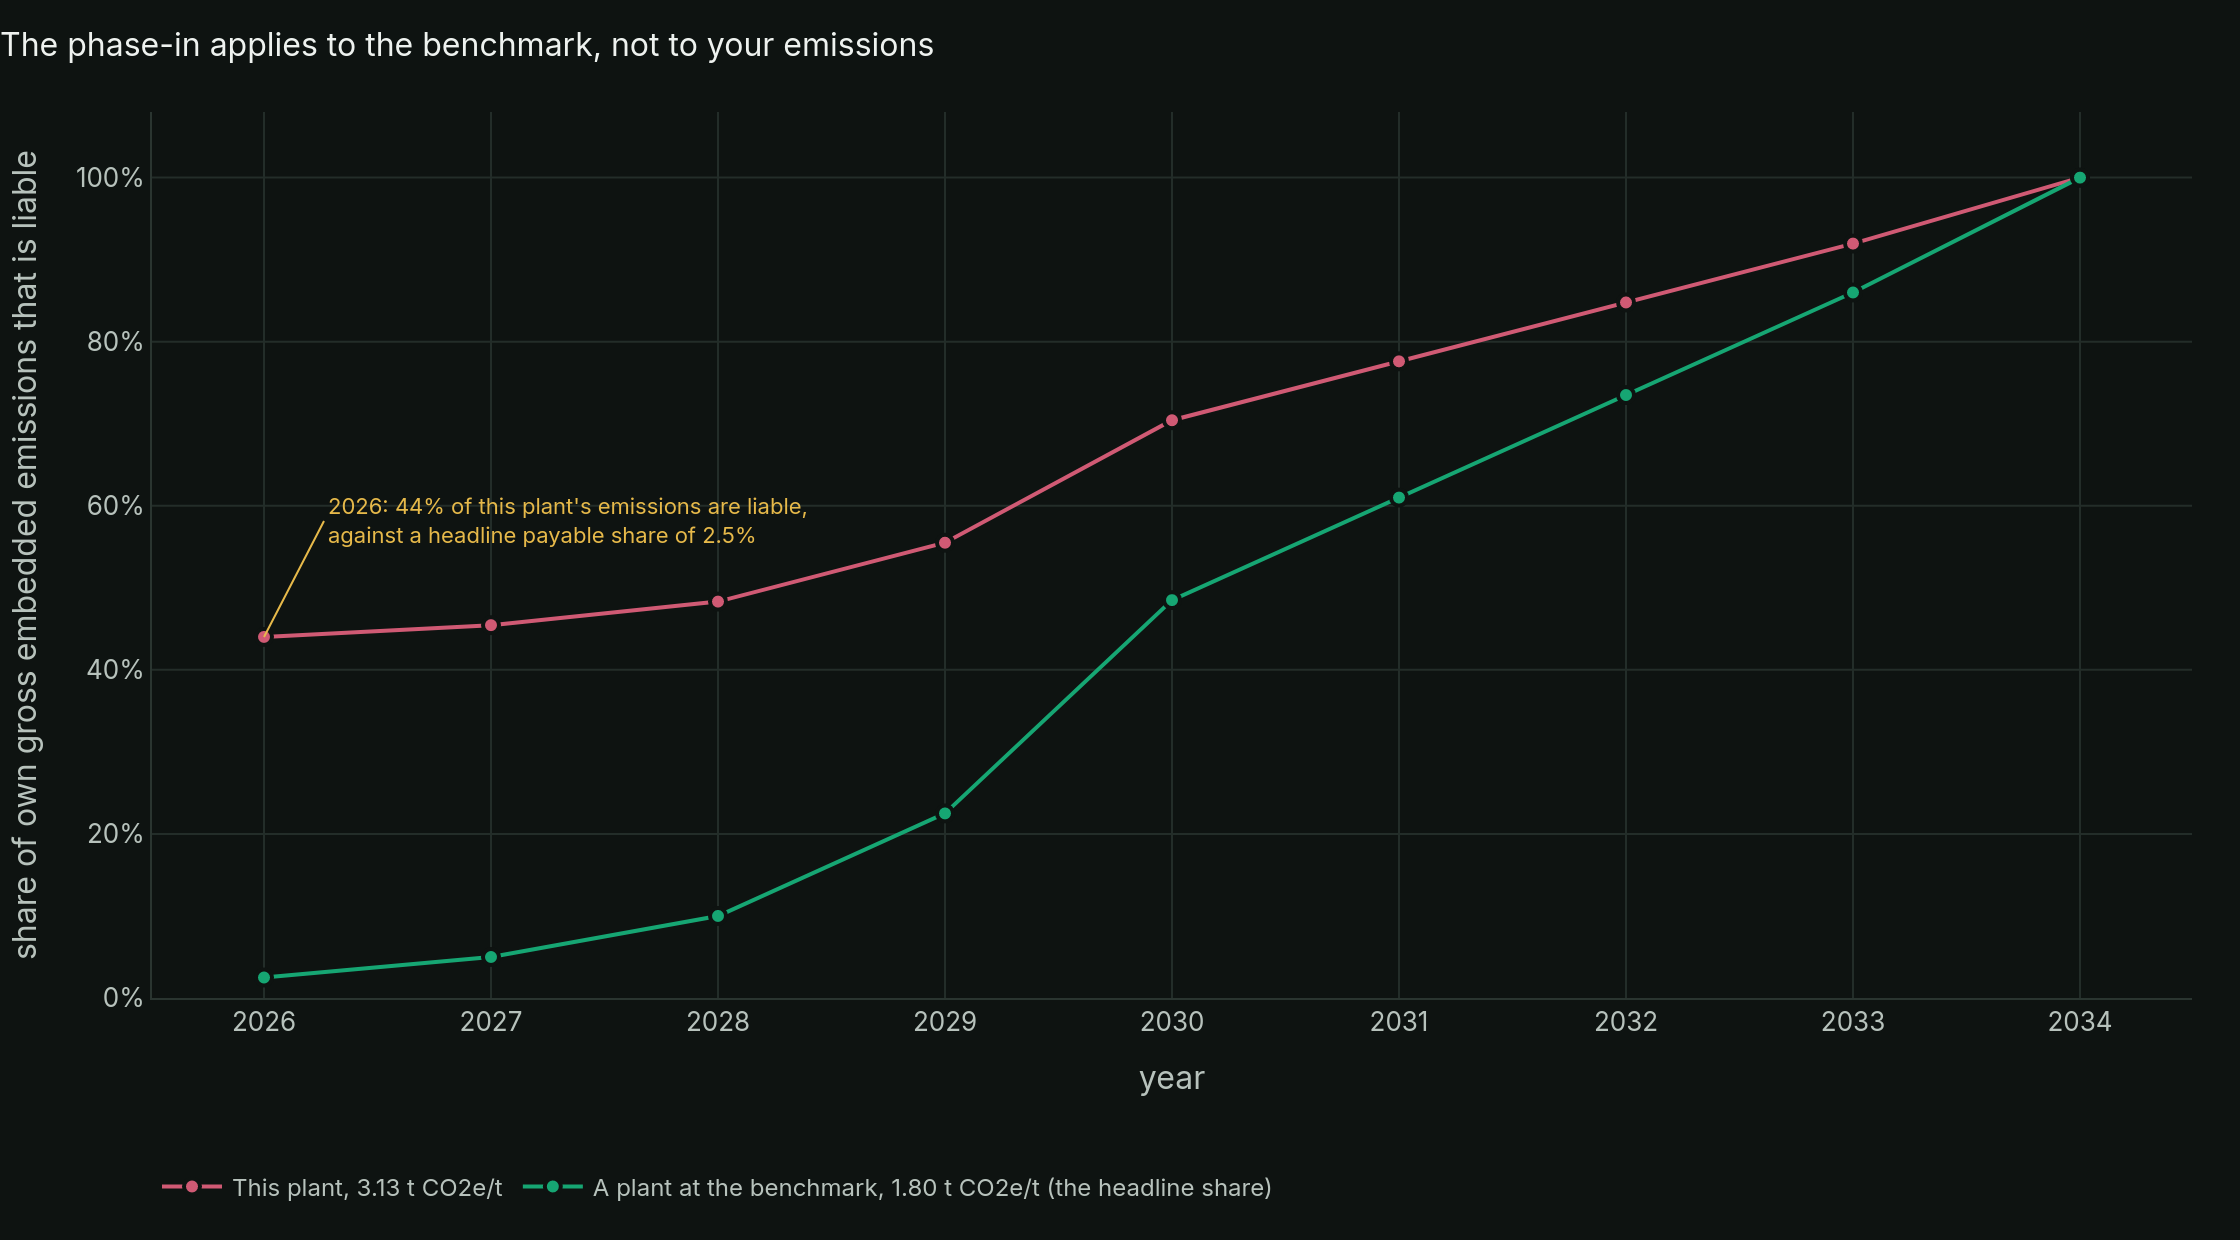 The phase-in applies to the benchmark, not to your emissions
share of own gross embedded emissions that is liable
100%
80%
60%
40%
20%
0%
2026: 44% of this plant's emissions are liable,
against a headline payable share of 2.5%
2026 2027 2028 2029 2030 2031 2032 2033 2034
year
This plant, 3.13 t CO2e/t A plant at the benchmark, 1.80 t CO2e/t (the headline share)